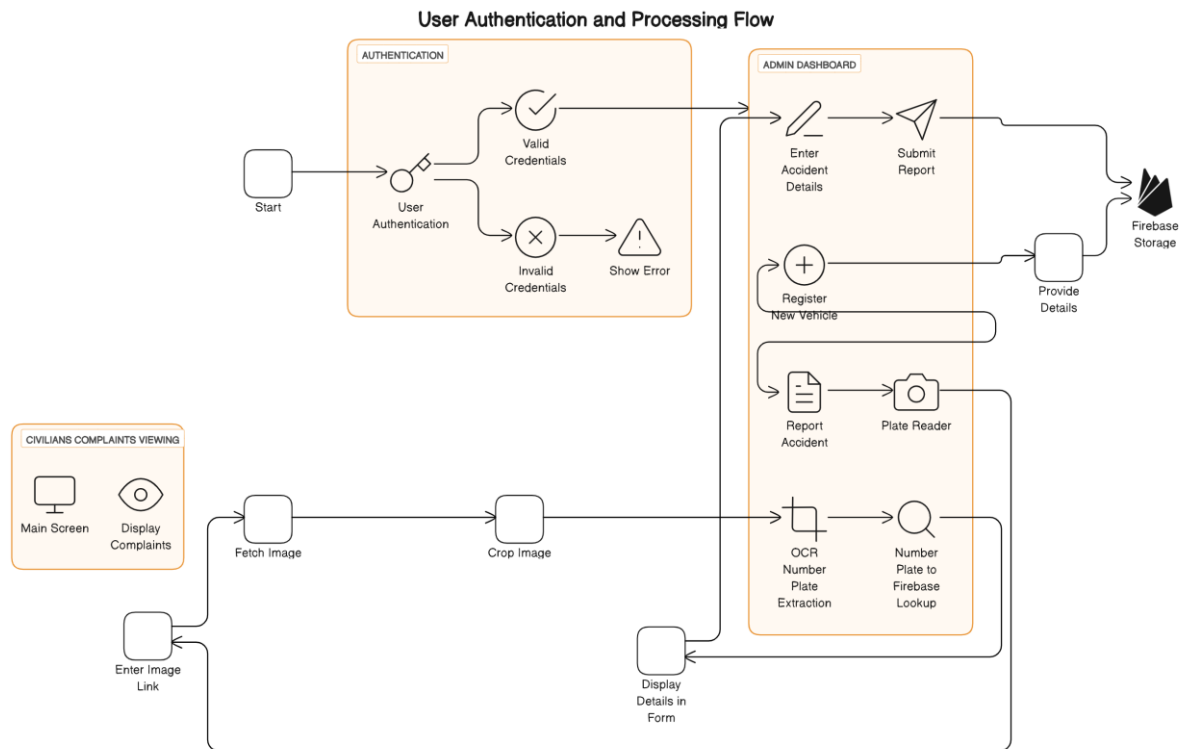 User Authentication and Processing Flow
AUTHENTICATION
ADMIN DASHBOARD
Valid
Credentials
Enter
Accident
Details
Submit
Report
Start
User
Authentication
Invalid
Credentials
Show Error
Firebase
Storage
Register
New Vehicle
Provide
Details
Report
Accident
Plate Reader
CIVILIANS COMPLAINTS VIEWING
Main Screen
Display
Complaints
Fetch Image
Crop Image
OCR
Number
Plate
Extraction
Number
Plate to
Firebase
Lookup
Enter Image
Link
Display
Details in
Form